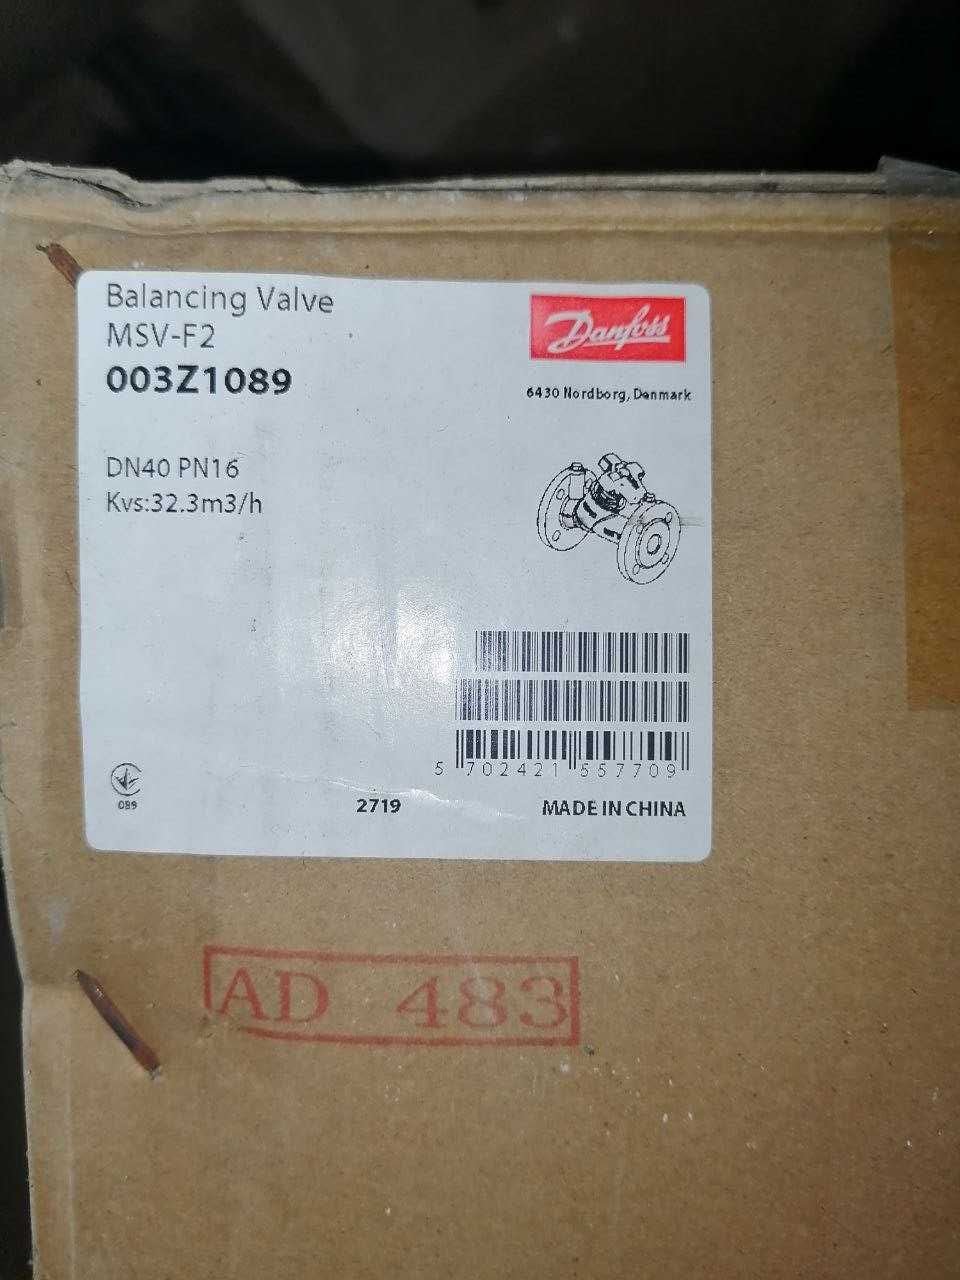 Balancing Valve
MSV-F2
003Z1089
Danfoss
6430 Nordborg, Denmark
DN40 PN16
Kvs:32.3m3/h
5 702421 557709
089
2719
MADE IN CHINA
AD 483